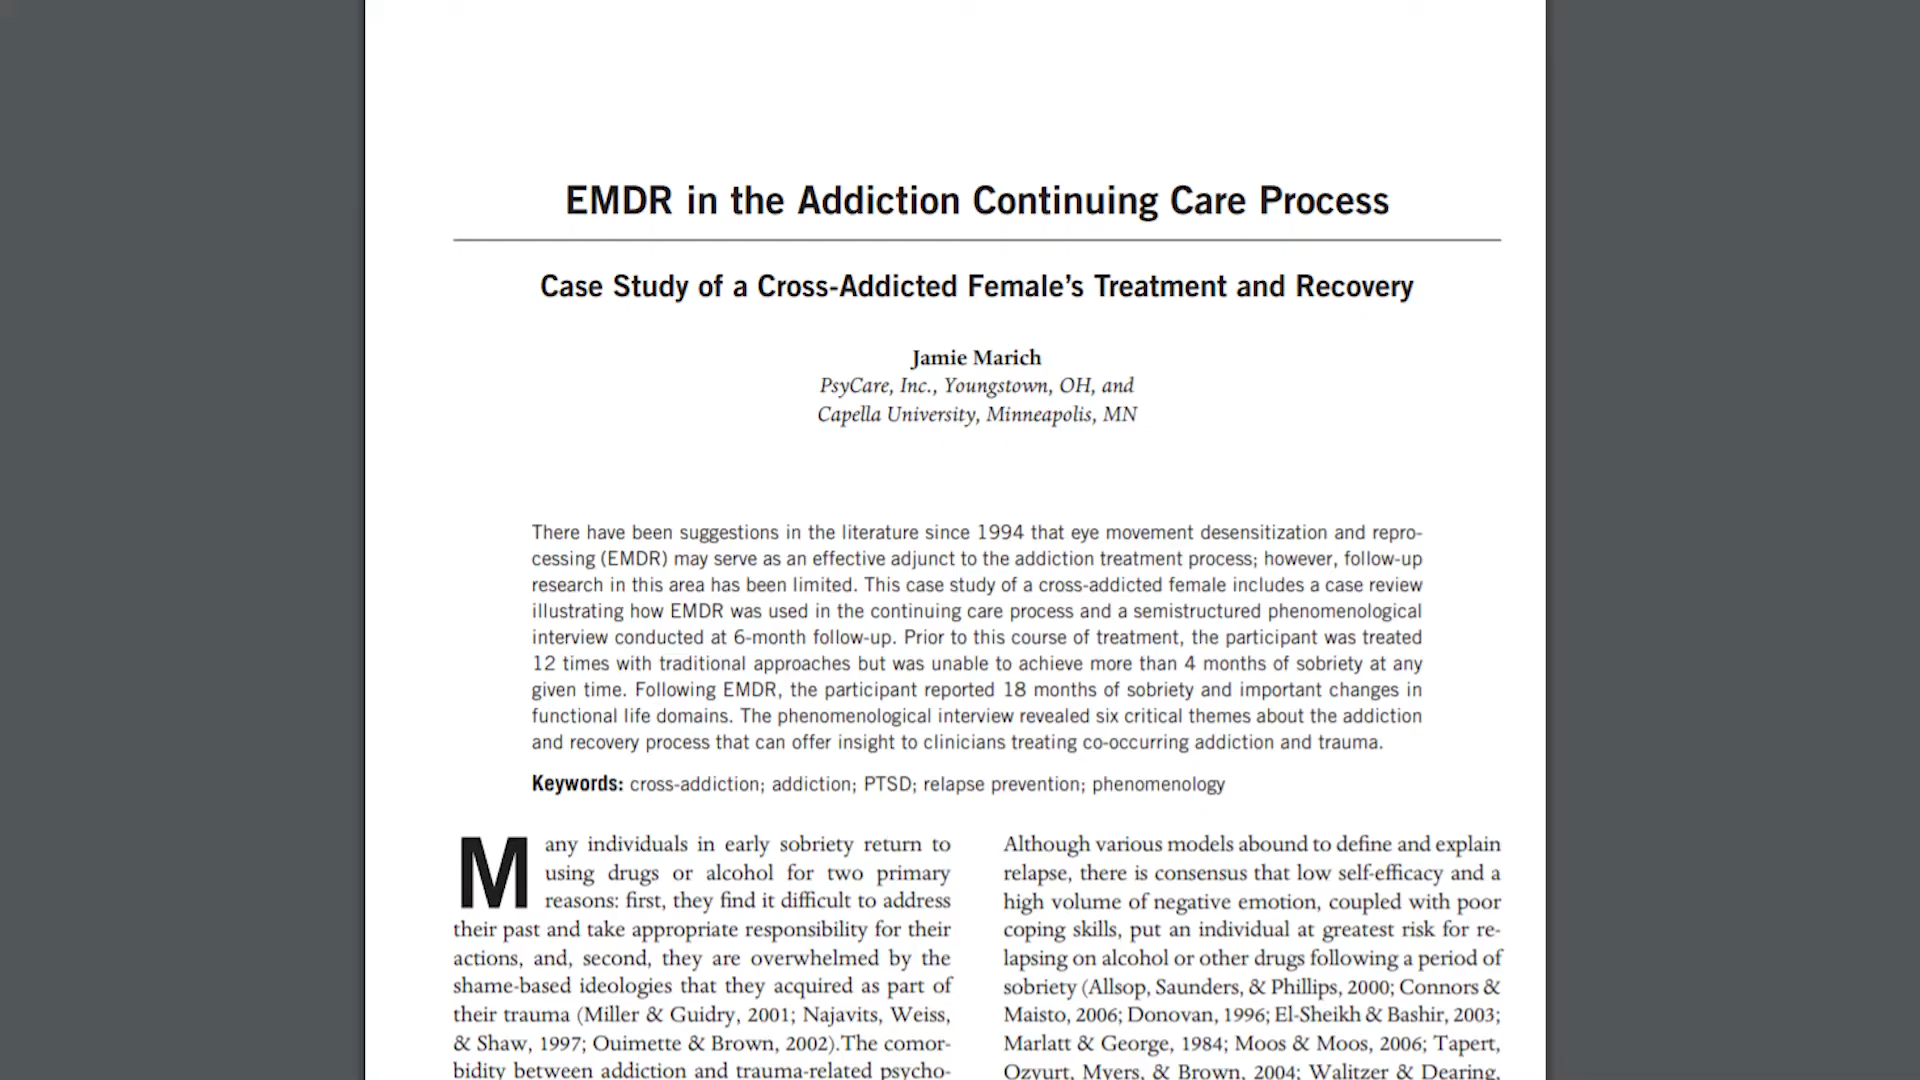 EMDR in the Addiction Continuing Care Process
Case Study of a Cross-Addicted Female's Treatment and Recovery
Jamie Marich
PsyCare, Inc., Youngstown, OH, and
Capella University, Minneapolis, MN
There have been suggestions in the literature since 1994 that eye movement desensitization and repro-
cessing (EMDR) may serve as an effective adjunct to the addiction treatment process; however, follow-up
research in this area has been limited. This case study of a cross-addicted female includes a case review
illustrating how EMDR was used in the continuing care process and a semistructured phenomenological
interview conducted at 6-month follow-up. Prior to this course of treatment, the participant was treated
12 times with traditional approaches but was unable to achieve more than 4 months of sobriety at any
given time. Following EMDR, the participant reported 18 months of sobriety and important changes in
functional life domains. The phenomenological interview revealed six critical themes about the addiction
and recovery process that can offer insight to clinicians treating co-occurring addiction and trauma.
Keywords: cross-addiction; addiction; PTSD; relapse prevention; phenomenology
Many individuals in early sobriety return to
using drugs or alcohol for two primary
reasons: first, they find it difficult to address
their past and take appropriate responsibility for their
actions, and, second, they are overwhelmed by the
shame-based ideologies that they acquired as part of
their trauma (Miller & Guidry, 2001; Najavits, Weiss,
& Shaw, 1997; Ouimette & Brown, 2002).The comor-
bidity between addiction and trauma-related psycho-
Although various models abound to define and explain
relapse, there is consensus that low self-efficacy and a
high volume of negative emotion, coupled with poor
coping skills, put an individual at greatest risk for re-
lapsing on alcohol or other drugs following a period of
sobriety (Allsop, Saunders, & Phillips, 2000; Connors &
Maisto, 2006; Donovan, 1996; El-Sheikh & Bashir, 2003;
Marlatt & George, 1984; Moos & Moos, 2006; Tapert,
Ozyurt, Myers, & Brown, 2004; Walitzer & Dearing,